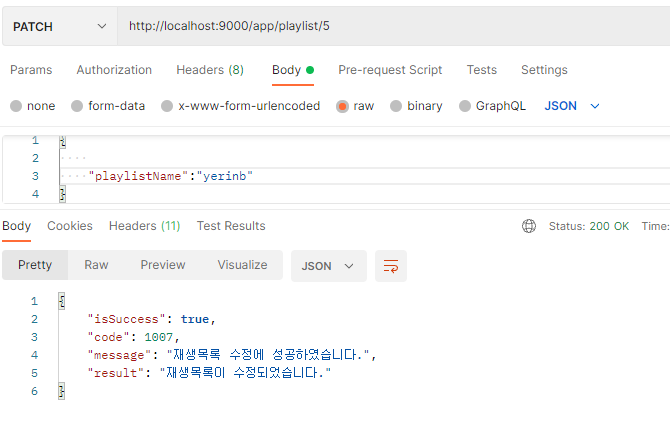 PATCH http://localhost:9000/app/playlist/5
Params Authorization Headers (8) Body Pre-request Script Tests Settings
none form-data x-www-form-urlencoded raw binary GraphQL JSON
1 {
2
3 "playlistName":"yerinb"
4 }
Body Cookies Headers (11) Test Results Status: 200 OK Time:
Pretty Raw Preview Visualize JSON
1 {
2 "isSuccess": true,
3 "code": 1007,
4 "message": "재생목록 수정에 성공하였습니다.",
5 "result": "재생목록이 수정되었습니다."
6 }